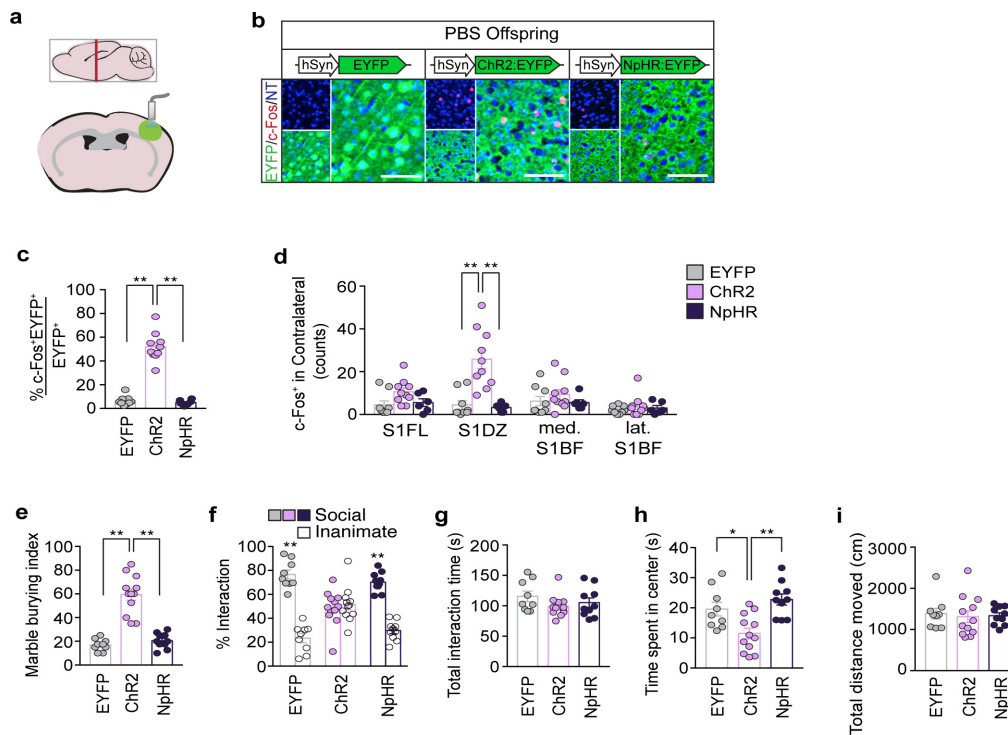 a
b
PBS Offspring
hSyn EYFP hSyn ChR2:EYFP hSyn NpHR:EYFP
EYFP/c-Fos/NT
c
% c-Fos⁺EYFP⁺
EYFP⁺
100
80
60
40
20
0
** **
EYFP
ChR2
NpHR
d
c-Fos⁺ in Contralateral
(counts)
60
40
20
0
** **
S1FL S1DZ med. S1BF lat. S1BF
EYFP
ChR2
NpHR
e
Marble burying index
100
80
60
40
20
0
** **
EYFP
ChR2
NpHR
f
Social
Inanimate
% Interaction
100
80
60
40
20
0
** **
EYFP
ChR2
NpHR
g
Total interaction time (s)
200
150
100
50
0
EYFP
ChR2
NpHR
h
Time spent in center (s)
40
30
20
10
0
* **
EYFP
ChR2
NpHR
i
Total distance moved (cm)
3000
2000
1000
0
EYFP
ChR2
NpHR